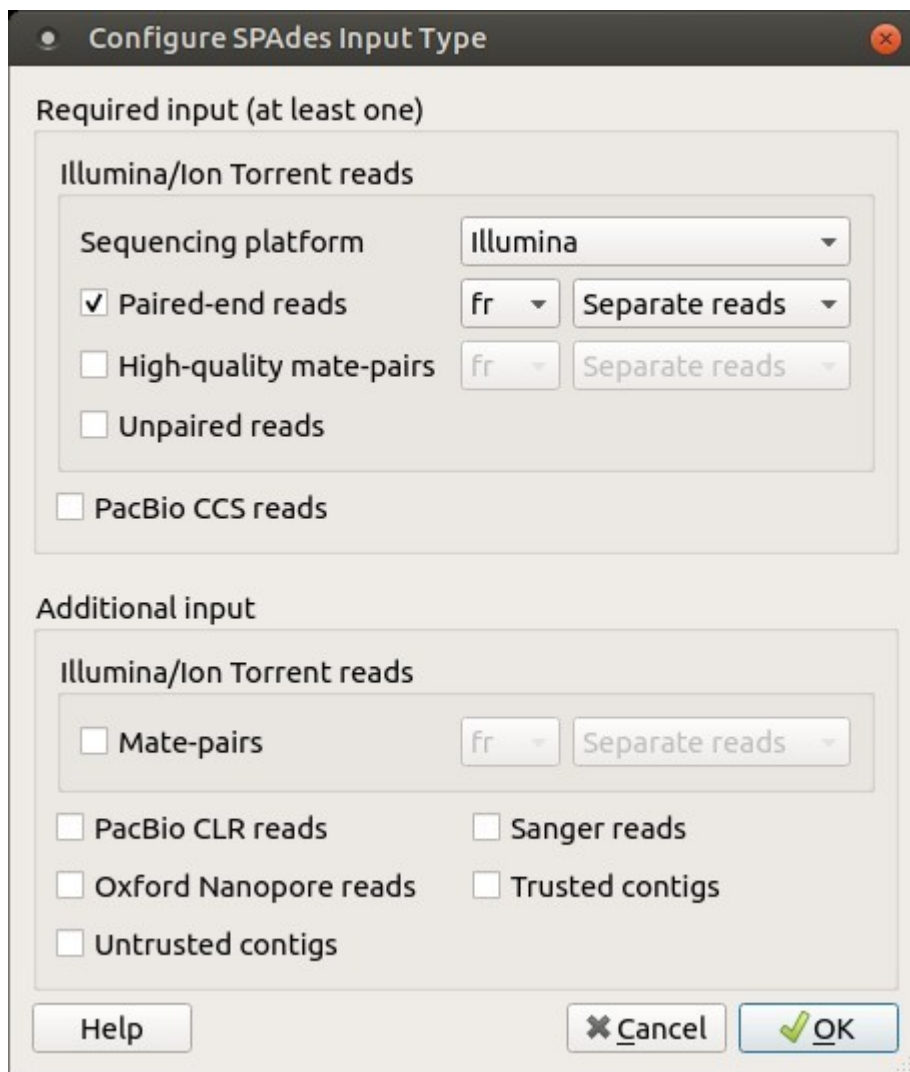 Configure SPAdes Input Type
Required input (at least one)
Illumina/Ion Torrent reads
Sequencing platform Illumina
Paired-end reads fr Separate reads
High-quality mate-pairs fr Separate reads
Unpaired reads
PacBio CCS reads
Additional input
Illumina/Ion Torrent reads
Mate-pairs fr Separate reads
PacBio CLR reads Sanger reads
Oxford Nanopore reads Trusted contigs
Untrusted contigs
Help Cancel OK